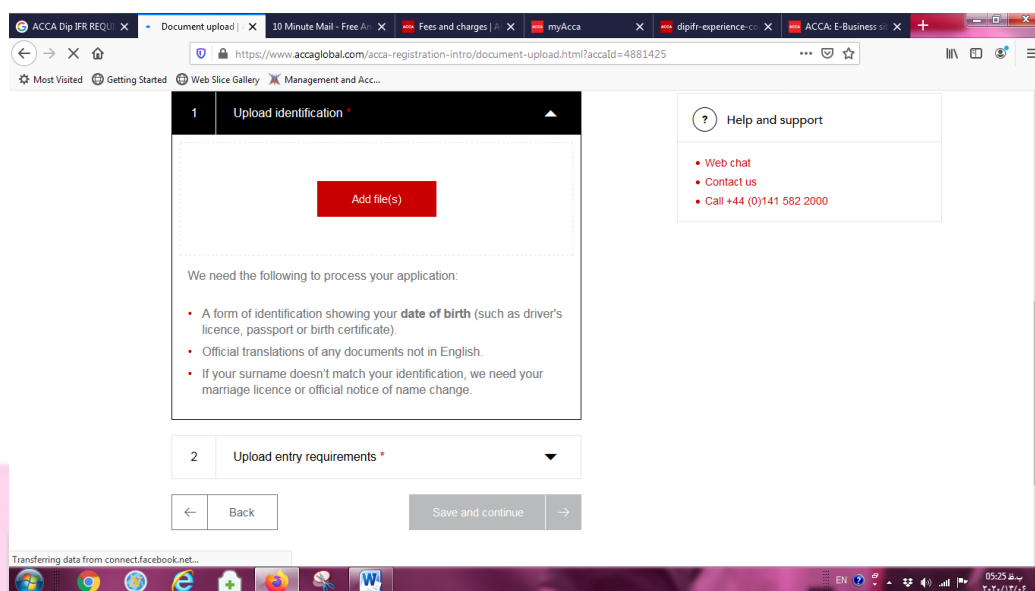 ACCA Dip IFR REQUI
Document upload | A
10 Minute Mail - Free An
Fees and charges | A
myAcca
dipifr-experience-co
ACCA: E-Business sit
https://www.accaglobal.com/acca-registration-intro/document-upload.html?accaId=4881425
Most Visited
Getting Started
Web Slice Gallery
Management and Acc...
1
Upload identification *
Add file(s)
We need the following to process your application:
• A form of identification showing your date of birth (such as driver's
licence, passport or birth certificate).
• Official translations of any documents not in English.
• If your surname doesn't match your identification, we need your
marriage licence or official notice of name change.
2
Upload entry requirements *
Back
Save and continue
? Help and support
• Web chat
• Contact us
• Call +44 (0)141 582 2000
Transferring data from connect.facebook.net...
EN
05:25 ب.ظ